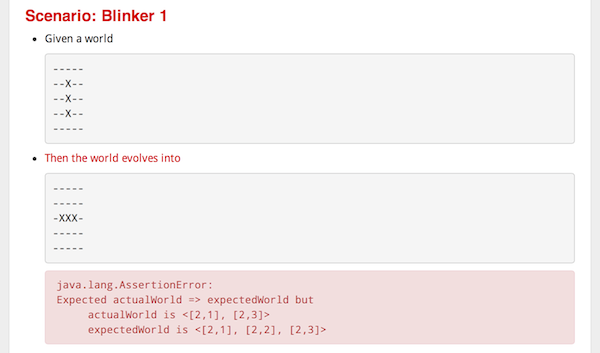 Scenario: Blinker 1
Given a world
-----
--X--
--X--
--X--
-----
Then the world evolves into
-----
-----
-XXX-
-----
-----
java.lang.AssertionError:
Expected actualWorld => expectedWorld but
actualWorld is <[2,1], [2,3]>
expectedWorld is <[2,1], [2,2], [2,3]>